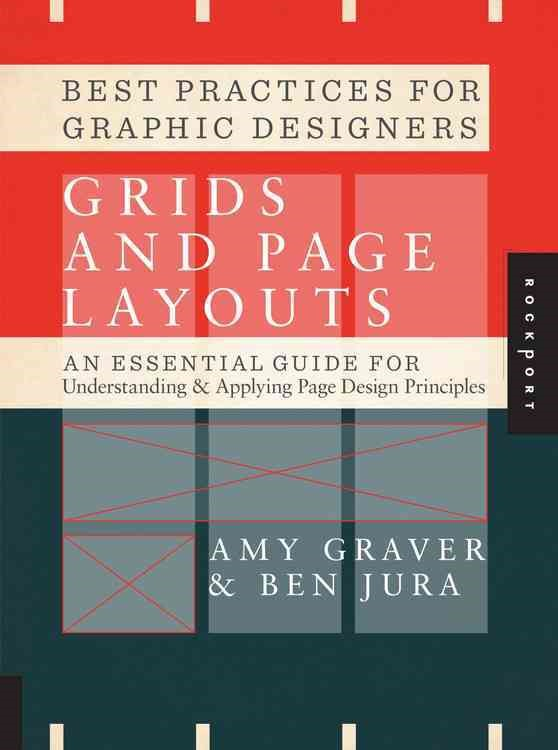 BEST PRACTICES FOR
GRAPHIC DESIGNERS
GRIDS
AND PAGE
LAYOUTS
AN ESSENTIAL GUIDE FOR
Understanding & Applying Page Design Principles
ROCKPORT
AMY GRAVER
& BEN JURA